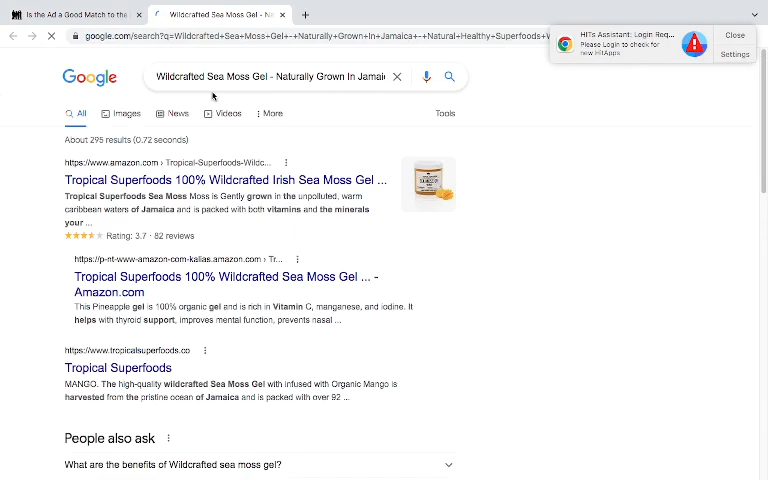 Is the Ad a Good Match to the
Wildcrafted Sea Moss Gel - Na
google.com/search?q=Wildcrafted+Sea+Moss+Gel+-+Naturally+Grown+In+Jamaica+-+Natural+Healthy+Superfoods+W
HITs Assistant: Login Req...
Please Login to check for
new HitApps
Close
Settings
Google
Wildcrafted Sea Moss Gel - Naturally Grown In Jamaic
All
Images
News
Videos
More
Tools
About 295 results (0.72 seconds)
https://www.amazon.com › Tropical-Superfoods-Wildc...
Tropical Superfoods 100% Wildcrafted Irish Sea Moss Gel ...
Tropical Superfoods Sea Moss Moss is Gently grown in the unpolluted, warm
caribbean waters of Jamaica and is packed with both vitamins and the minerals
your ...
Rating: 3.7 · 82 reviews
https://p-nt-www-amazon-com-kalias.amazon.com › Tr...
Tropical Superfoods 100% Wildcrafted Sea Moss Gel ... -
Amazon.com
This Pineapple gel is 100% organic gel and is rich in Vitamin C, manganese, and iodine. It
helps with thyroid support, improves mental function, prevents nasal ...
https://www.tropicalsuperfoods.co
Tropical Superfoods
MANGO. The high-quality wildcrafted Sea Moss Gel with infused with Organic Mango is
harvested from the pristine ocean of Jamaica and is packed with over 92 ...
People also ask
What are the benefits of Wildcrafted sea moss gel?